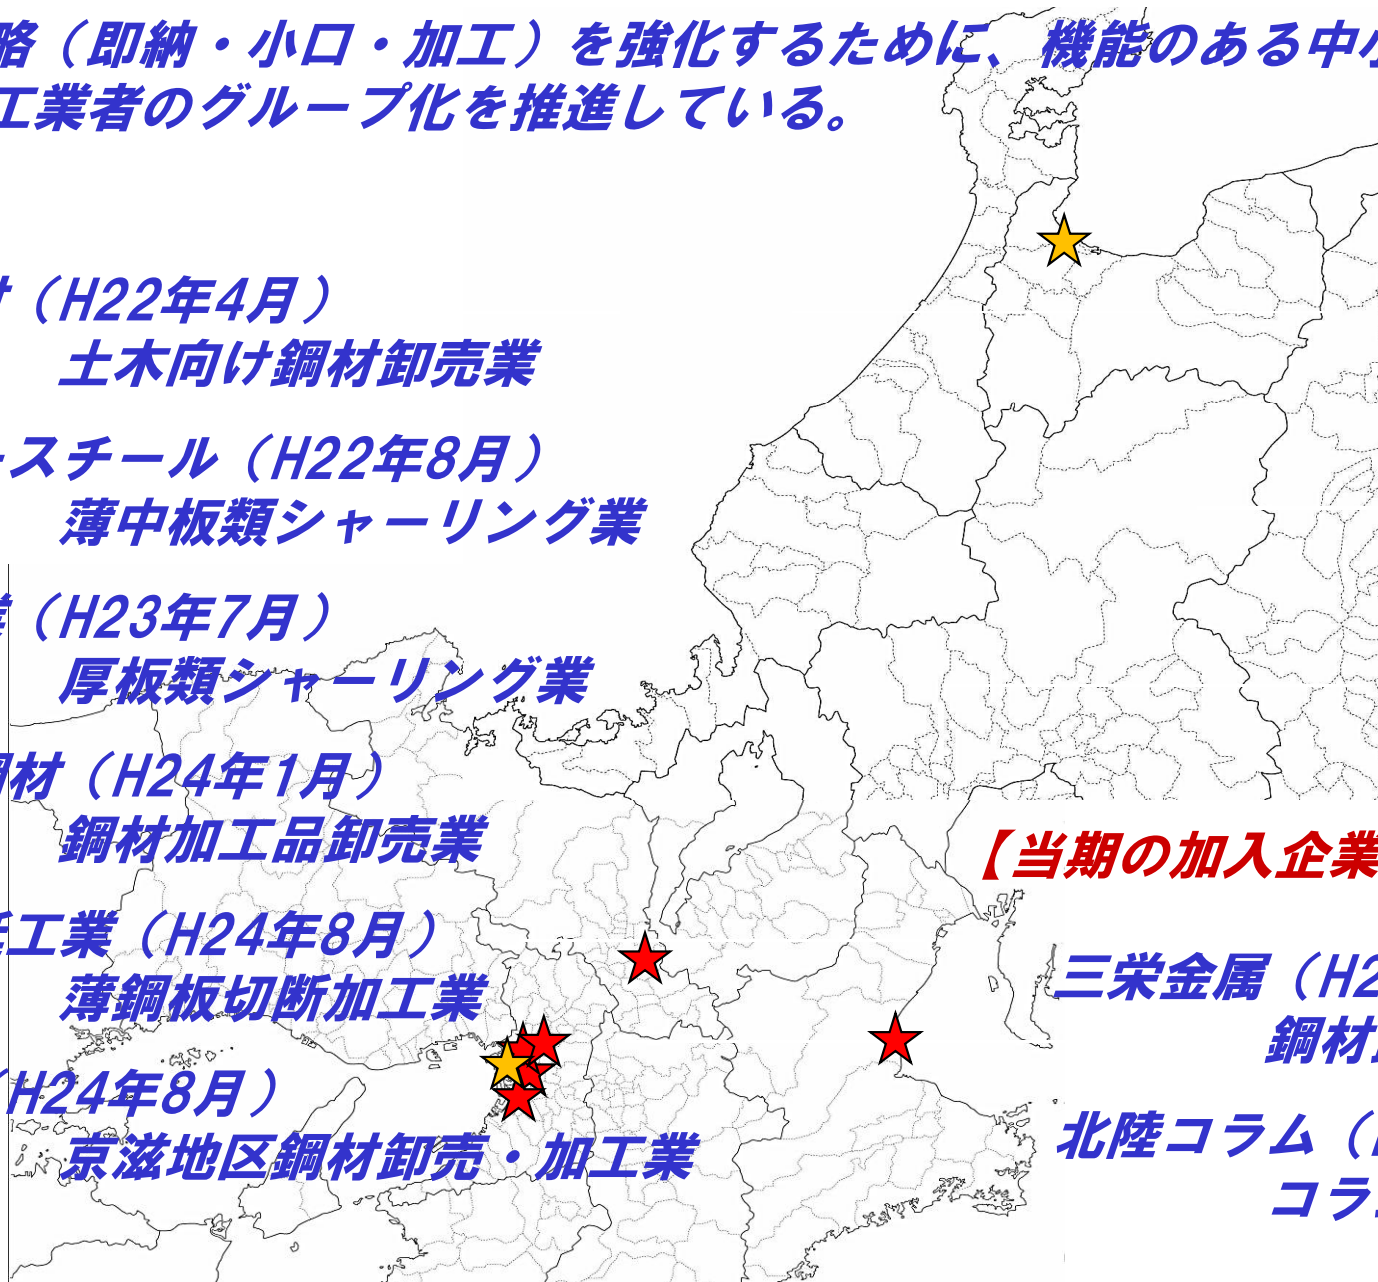 略（即納・小口・加工）を強化するために、機能のある中小
工業者のグループ化を推進している。
（H22年4月）
土木向け鋼材卸売業
ースチール（H22年8月）
薄中板類シャーリング業
業（H23年7月）
厚板類シャーリング業
鋼材（H24年1月）
鋼材加工品卸売業
【当期の加入企業
工業（H24年8月）
薄鋼板切断加工業
三栄金属（H2
鋼材
（H24年8月）
京滋地区鋼材卸売・加工業
北陸コラム（
コラ